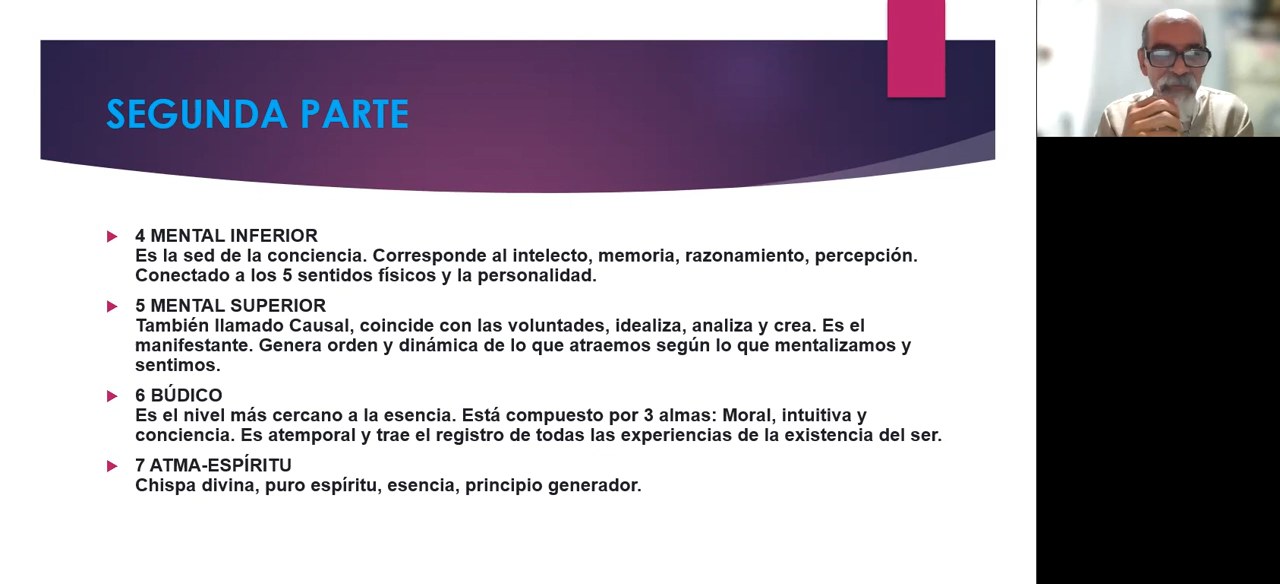 SEGUNDA PARTE
4 MENTAL INFERIOR
Es la sed de la conciencia. Corresponde al intelecto, memoria, razonamiento, percepción.
Conectado a los 5 sentidos físicos y la personalidad.
5 MENTAL SUPERIOR
También llamado Causal, coincide con las voluntades, idealiza, analiza y crea. Es el
manifestante. Genera orden y dinámica de lo que atraemos según lo que mentalizamos y
sentimos.
6 BÚDICO
Es el nivel más cercano a la esencia. Está compuesto por 3 almas: Moral, intuitiva y
conciencia. Es atemporal y trae el registro de todas las experiencias de la existencia del ser.
7 ATMA-ESPÍRITU
Chispa divina, puro espíritu, esencia, principio generador.